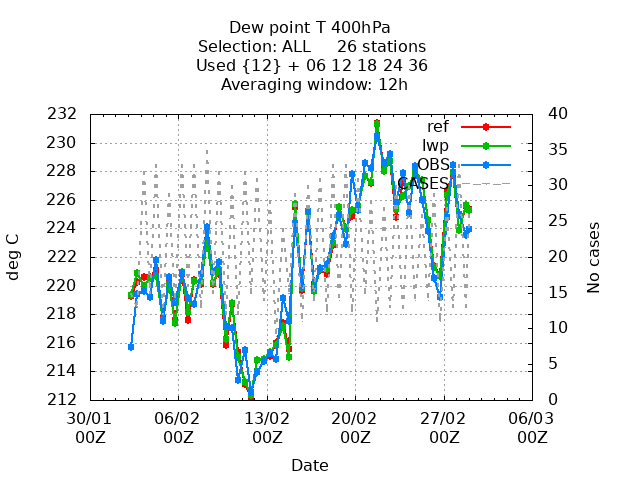 Dew point T 400hPa
Selection: ALL 26 stations
Used {12} + 06 12 18 24 36
Averaging window: 12h
232
230
228
226
224
222
220
218
216
214
212
40
35
30
25
20
15
10
5
0
ref
lwp
OBS
CASES
deg C
No cases
30/01 06/02 13/02 20/02 27/02 06/03
00Z 00Z 00Z 00Z 00Z 00Z
Date